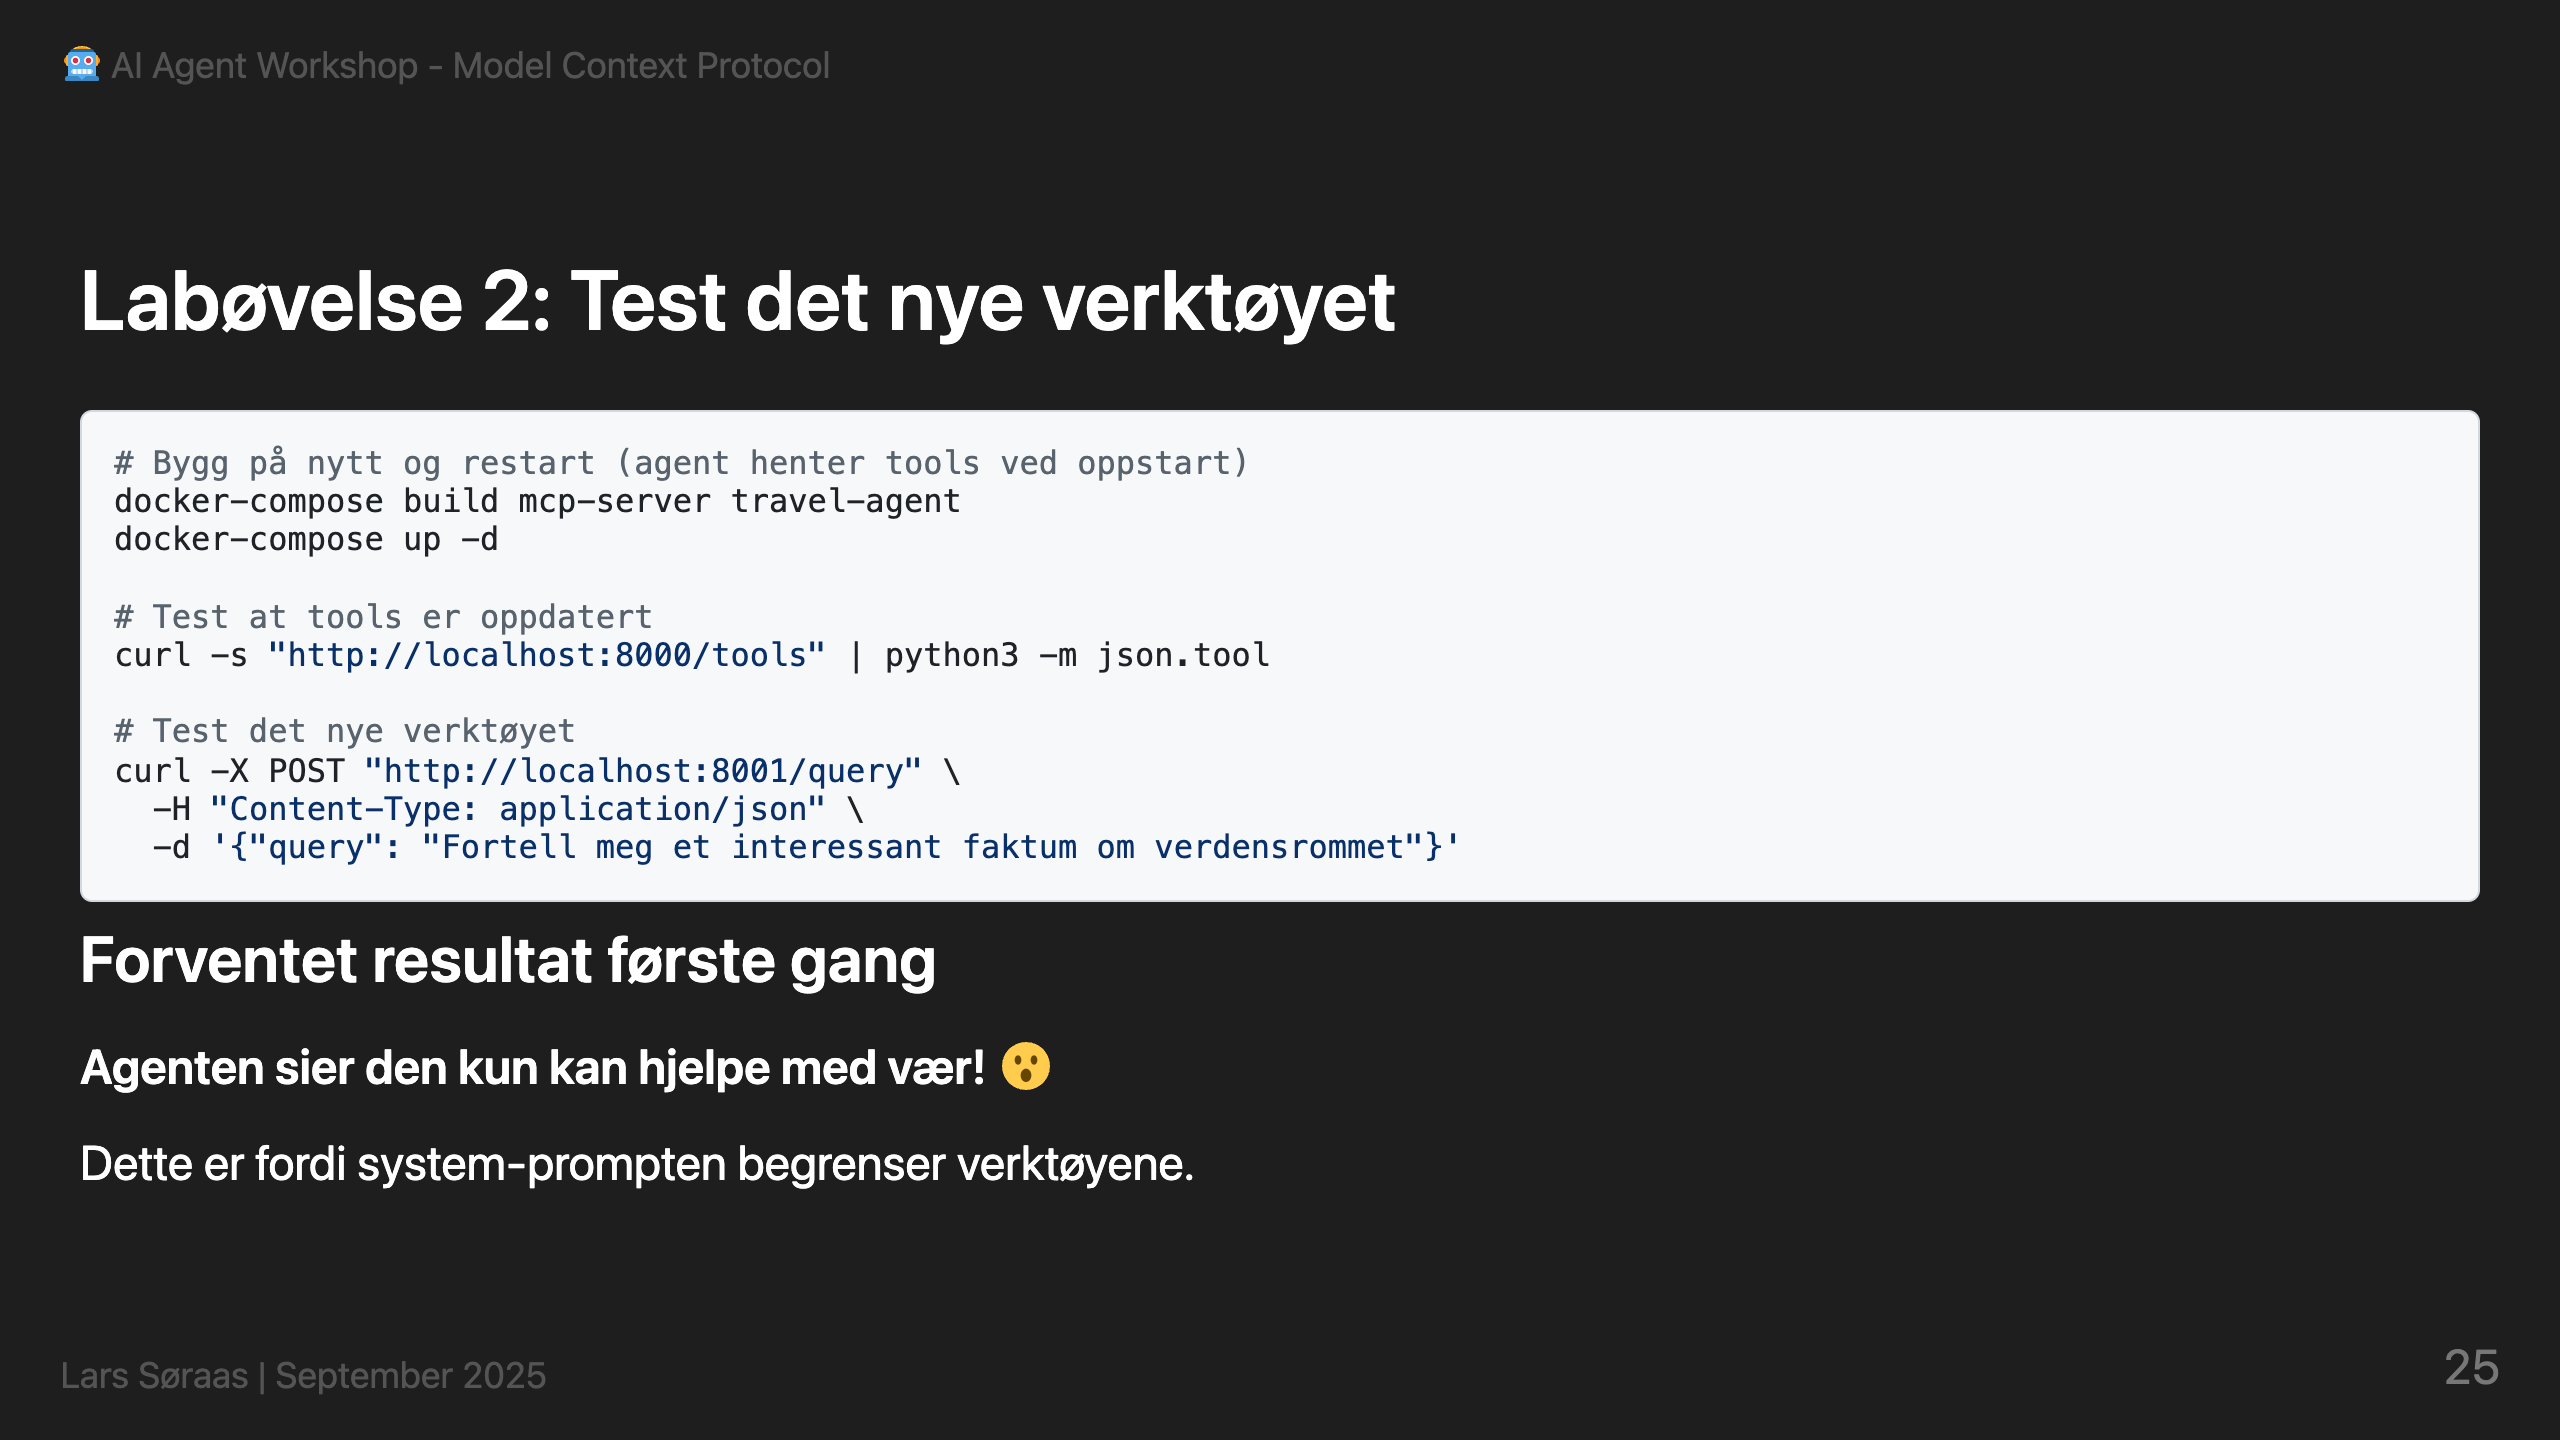 🤖 AI Agent Workshop - Model Context Protocol
Labøvelse 2: Test det nye verktøyet
# Bygg på nytt og restart (agent henter tools ved oppstart)
docker-compose build mcp-server travel-agent
docker-compose up -d
# Test at tools er oppdatert
curl -s "http://localhost:8000/tools" | python3 -m json.tool
# Test det nye verktøyet
curl -X POST "http://localhost:8001/query" \
  -H "Content-Type: application/json" \
  -d '{"query": "Fortell meg et interessant faktum om verdensrommet"}'
Forventet resultat første gang
Agenten sier den kun kan hjelpe med vær! 😮
Dette er fordi system-prompten begrenser verktøyene.
Lars Søraas | September 2025
25